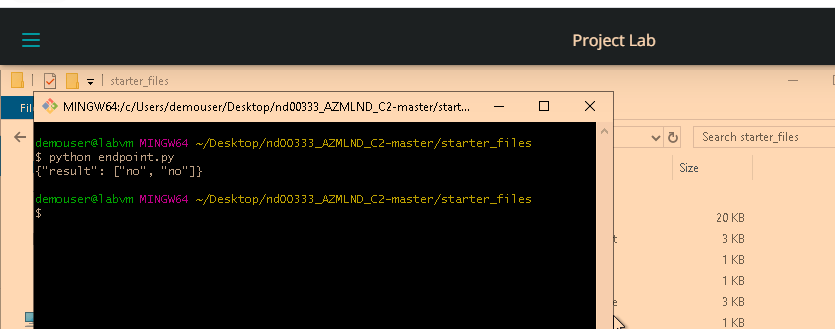 Project Lab
starter_files
Fil
MINGW64:/c/Users/demouser/Desktop/nd00333_AZMLND_C2-master/start...
demouser@labvm MINGW64 ~/Desktop/nd00333_AZMLND_C2-master/starter_files
$ python endpoint.py
{"result": ["no", "no"]}
demouser@labvm MINGW64 ~/Desktop/nd00333_AZMLND_C2-master/starter_files
$
Search starter_files
Size
20 KB
t 3 KB
1 KB
1 KB
e 3 KB
1 KB